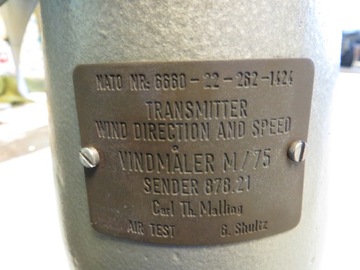 NATO NR: 6660-22-262-1424
TRANSMITTER
WIND DIRECTION AND SPEED
VINDMÅLER M/75
SENDER 878.21
Carl Th. Malling
AIR TEST G. Shultz